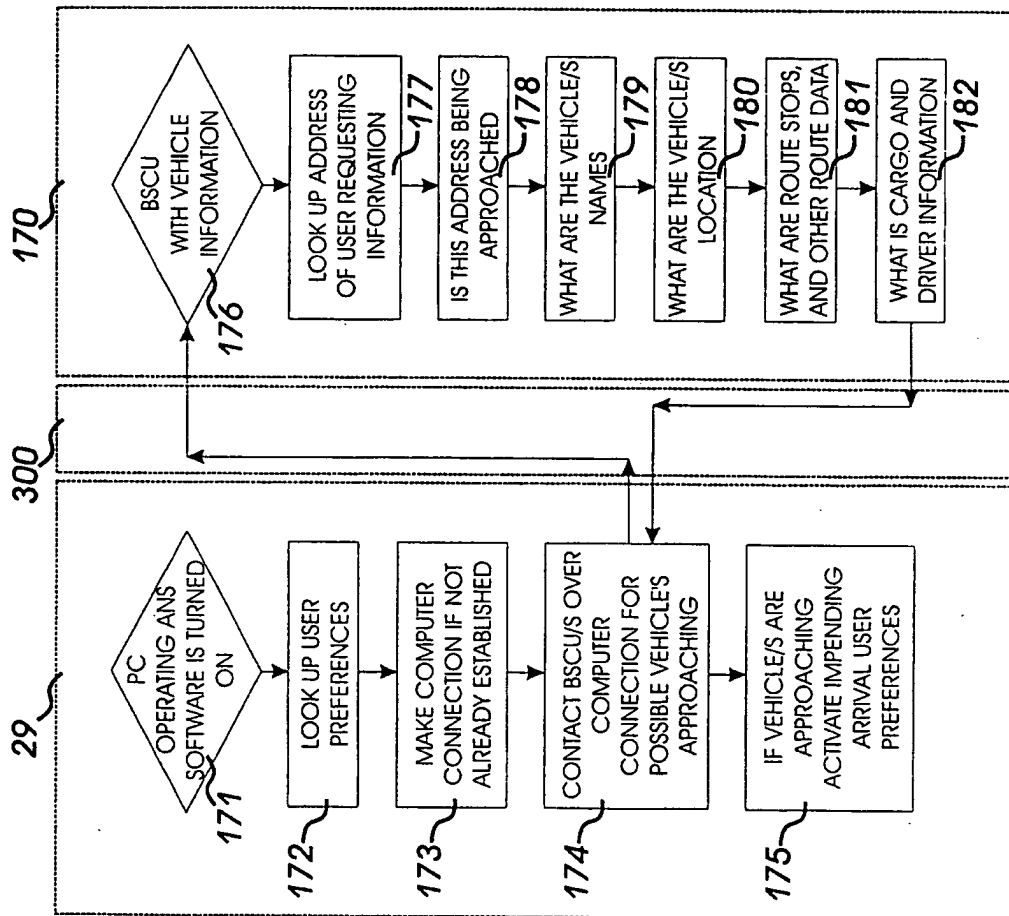 29
PC
OPERATING ANS
SOFTWARE IS TURNED
ON
171
LOOK UP USER
PREFERENCES
172
MAKE COMPUTER
CONNECTION IF NOT
ALREADY ESTABLISHED
173
CONTACT BSCU/S OVER
COMPUTER
CONNECTION FOR
POSSIBLE VEHICLE'S
APPROACHING
174
IF VEHICLE/S ARE
APPROACHING
ACTIVATE IMPENDING
ARRIVAL USER
PREFERENCES
175
300
170
BSCU
WITH VEHICLE
INFORMATION
176
LOOK UP ADDRESS
OF USER REQUESTING
INFORMATION
177
IS THIS ADDRESS BEING
APPROACHED
178
WHAT ARE THE VEHICLE/S
NAMES
179
WHAT ARE THE VEHICLE/S
LOCATION
180
WHAT ARE ROUTE STOPS,
AND OTHER ROUTE DATA
181
WHAT IS CARGO AND
DRIVER INFORMATION
182